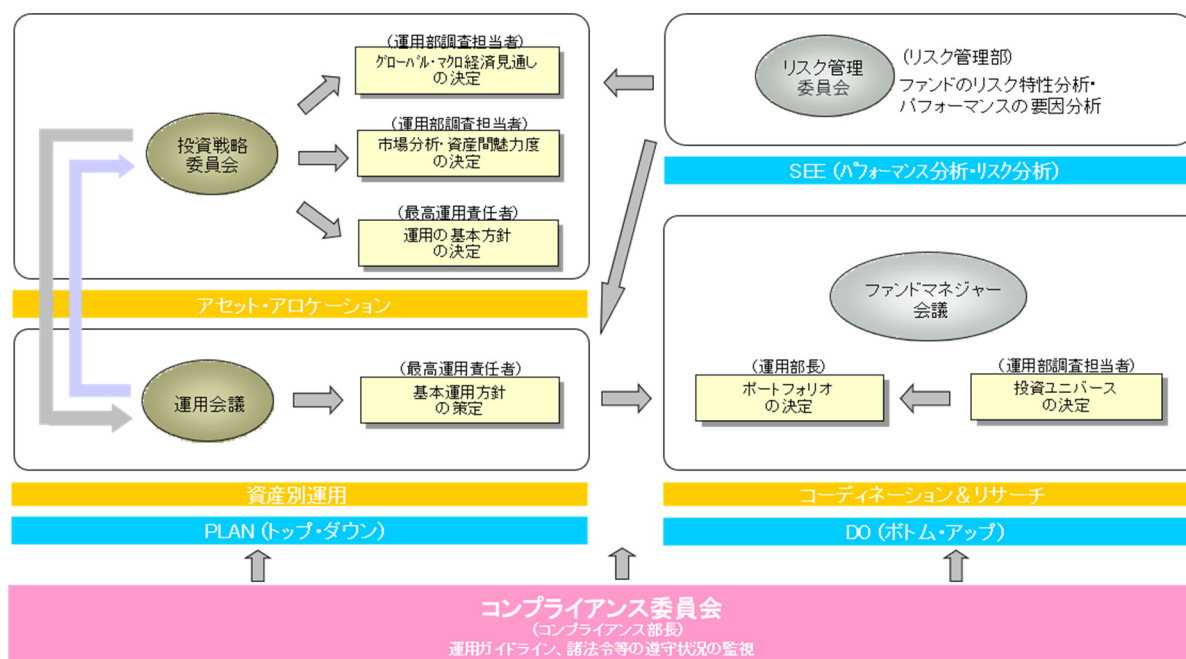 投資戦略
委員会
(運用部調査担当者)
グローバル・マクロ経済見通し
の決定
(運用部調査担当者)
市場分析・資産間魅力度
の決定
(最高運用責任者)
運用の基本方針
の決定
アセット・アロケーション
運用会議
(最高運用責任者)
基本運用方針
の策定
資産別運用
PLAN (トップ・ダウン)
リスク管理
委員会
(リスク管理部)
ファンドのリスク特性分析・
パフォーマンスの要因分析
SEE (パフォーマンス分析・リスク分析)
ファンドマネジャー
会議
(運用部長)
ポートフォリオ
の決定
(運用部調査担当者)
投資ユニバース
の決定
コーディネーション&リサーチ
DO (ボトム・アップ)
コンプライアンス委員会
(コンプライアンス部長)
運用ガイドライン、諸法令等の遵守状況の監視